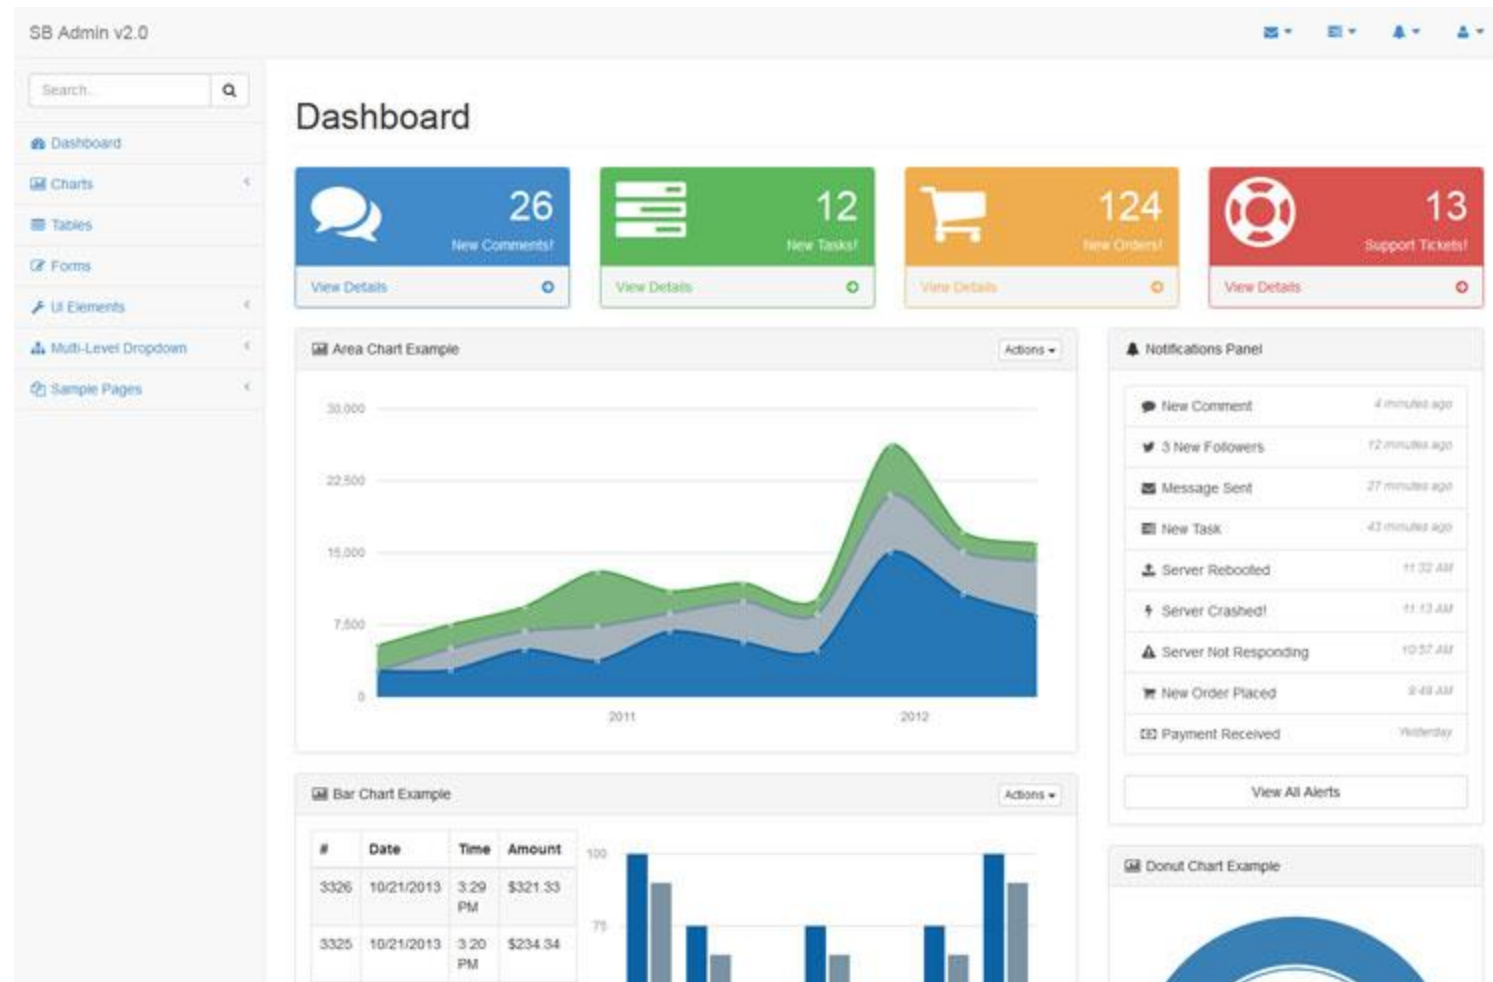 SB Admin v2.0
Search...
Dashboard
Charts
Tables
Forms
UI Elements
Multi-Level Dropdown
Sample Pages
Dashboard
26
New Comments!
View Details
12
New Tasks!
View Details
124
New Orders!
View Details
13
Support Tickets!
View Details
Area Chart Example
Actions
30,000
22,500
15,000
7,500
0
2011
2012
Notifications Panel
New Comment 4 minutes ago
3 New Followers 12 minutes ago
Message Sent 27 minutes ago
New Task 43 minutes ago
Server Rebooted 11:32 AM
Server Crashed! 11:13 AM
Server Not Responding 10:57 AM
New Order Placed 9:49 AM
Payment Received Yesterday
View All Alerts
Bar Chart Example
Actions
# Date Time Amount
3326 10/21/2013 3:29 PM $321.33
3325 10/21/2013 3:20 PM $234.34
100
75
Donut Chart Example